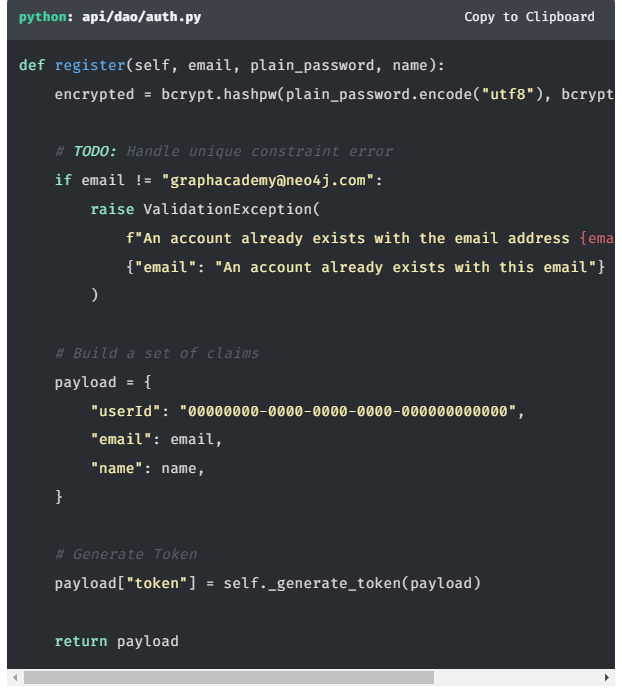 python: api/dao/auth.py Copy to Clipboard
def register(self, email, plain_password, name):
    encrypted = bcrypt.hashpw(plain_password.encode("utf8"), bcrypt
    # TODO: Handle unique constraint error
    if email != "graphacademy@neo4j.com":
        raise ValidationException(
            f"An account already exists with the email address {ema
            {"email": "An account already exists with this email"}
        )
    # Build a set of claims
    payload = {
        "userId": "00000000-0000-0000-0000-000000000000",
        "email": email,
        "name": name,
    }
    # Generate Token
    payload["token"] = self._generate_token(payload)
    return payload